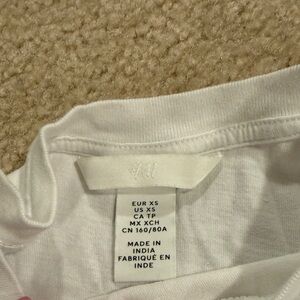 H&M
EUR XS
US XS
CA TP
MX XCH
CN 160/80A
MADE IN
INDIA
FABRIQUÉ EN
INDE